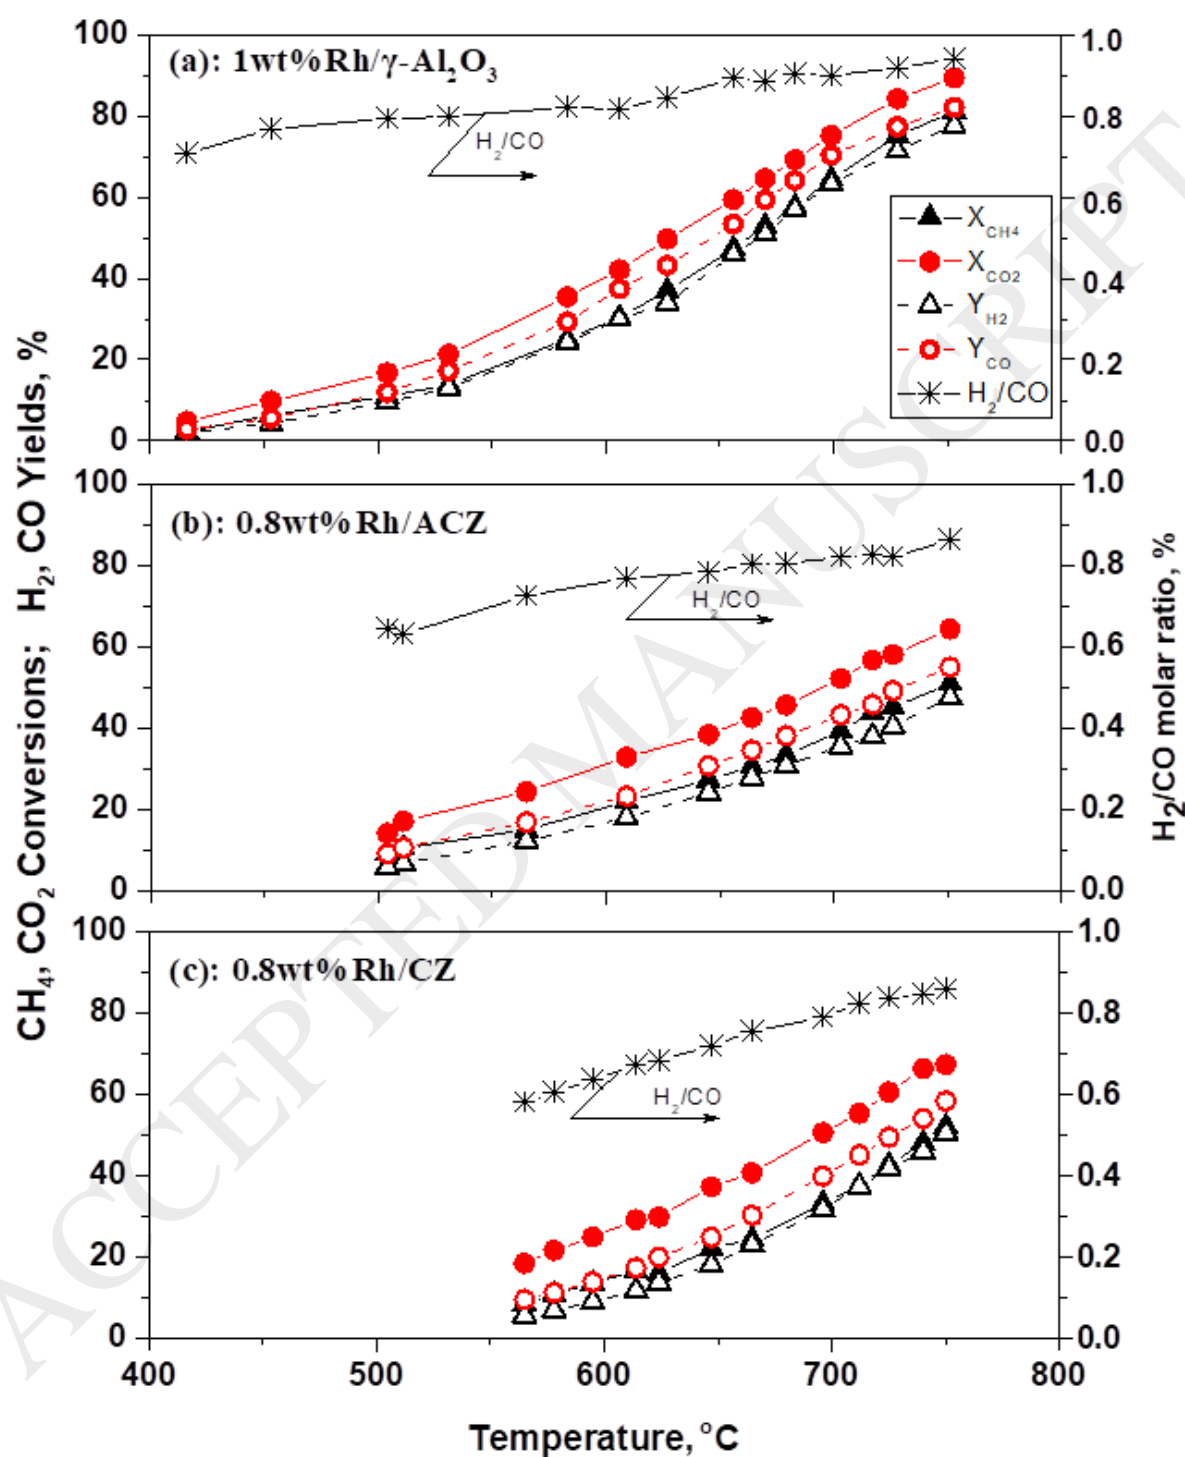 CH₄, CO₂ Conversions; H₂, CO Yields, %
100
80
60
40
20
0
(a): 1wt%Rh/γ-Al₂O₃
H₂/CO
X_CH4
X_CO2
Y_H2
Y_CO
H₂/CO
1.0
0.8
0.6
0.4
0.2
0.0
100
80
60
40
20
0
(b): 0.8wt%Rh/ACZ
H₂/CO
1.0
0.8
0.6
0.4
0.2
0.0
100
80
60
40
20
0
(c): 0.8wt%Rh/CZ
H₂/CO
1.0
0.8
0.6
0.4
0.2
0.0
H2/CO molar ratio, %
400 500 600 700 800
Temperature, °C
ACCEPTED MANUSCRIPT